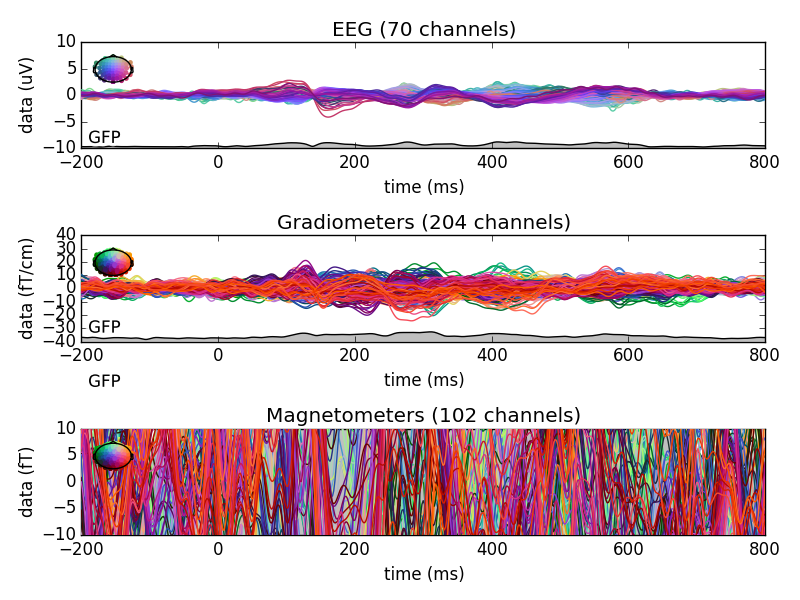 EEG (70 channels)
10
5
0
−5
−10
data (uV)
GFP
−200 0 200 400 600 800
time (ms)
Gradiometers (204 channels)
40
30
20
10
0
−10
−20
−30
−40
data (fT/cm)
GFP
−200 0 200 400 600 800
GFP
time (ms)
Magnetometers (102 channels)
10
5
0
−5
−10
data (fT)
−200 0 200 400 600 800
time (ms)